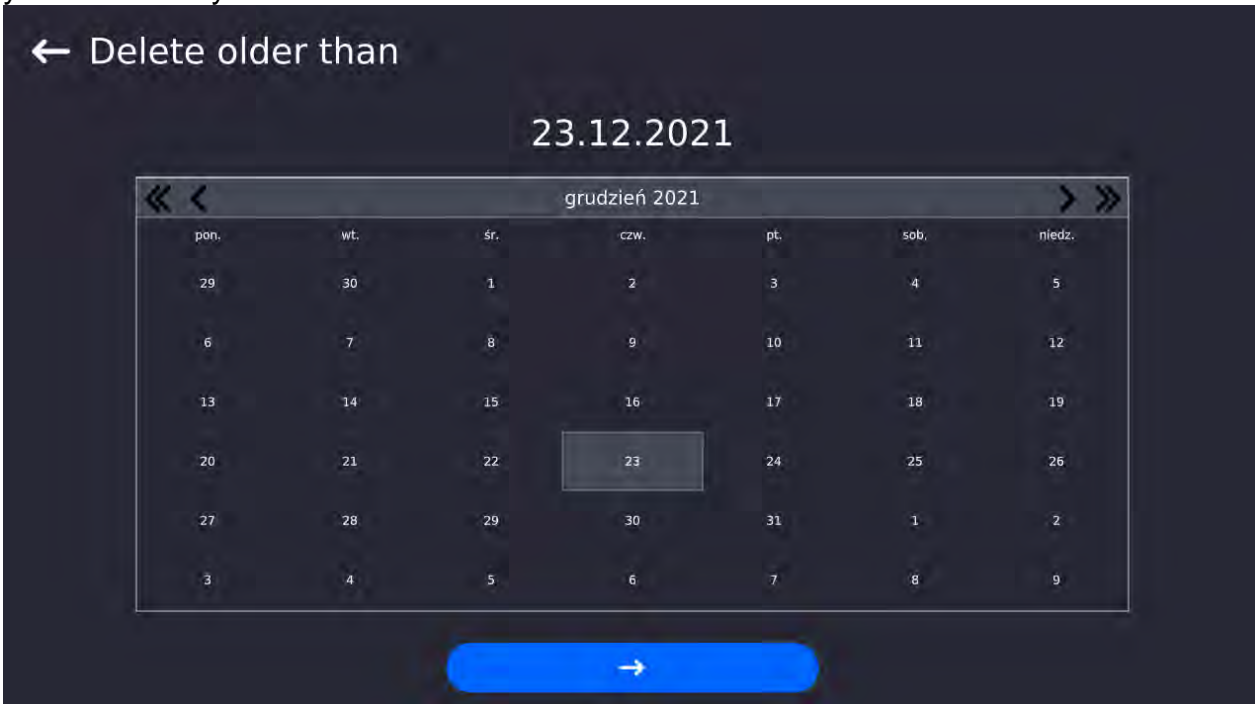 Delete older than
23.12.2021
grudzień 2021
pon. wt. śr. czw. pt. sob. niedz.
29 30 1 2 3 4 5
6 7 8 9 10 11 12
13 14 15 16 17 18 19
20 21 22 23 24 25 26
27 28 29 30 31 1 2
3 4 5 6 7 8 9